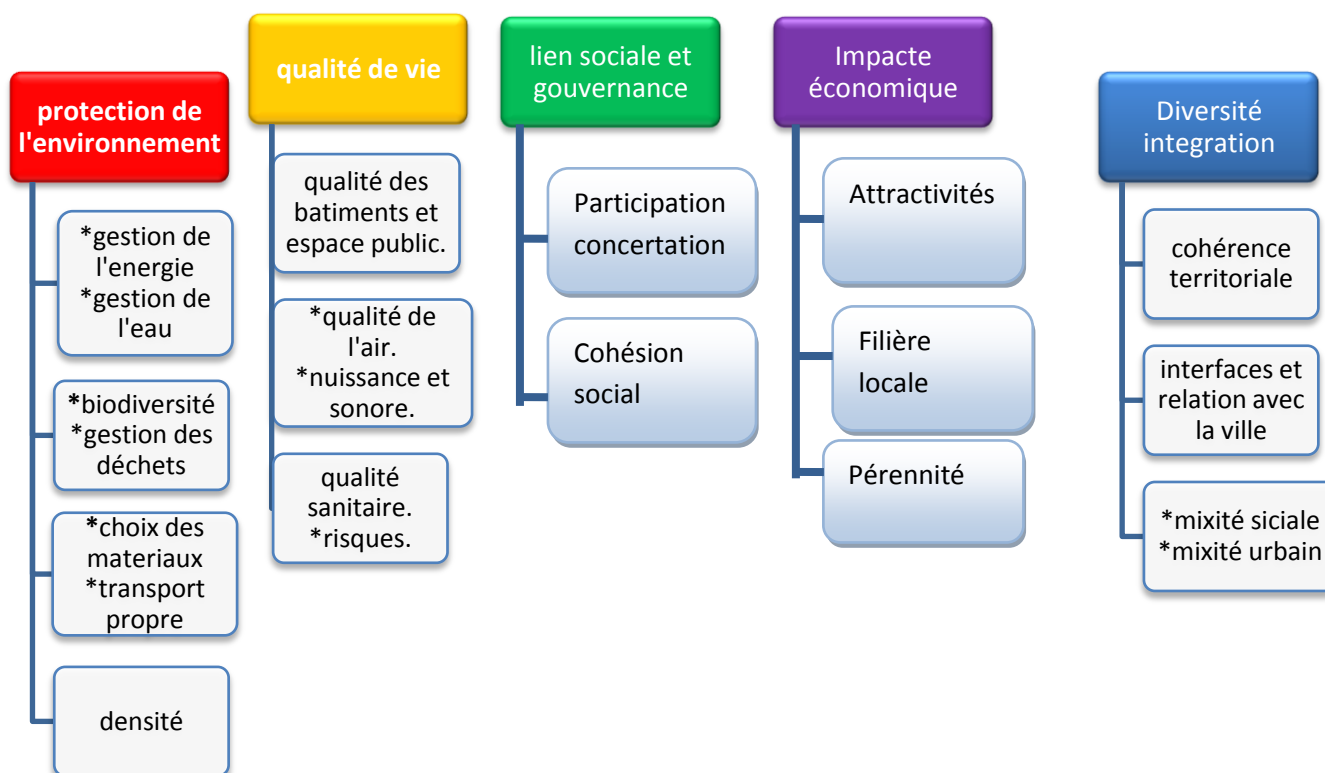 protection de
l'environnement
*gestion de
l'energie
*gestion de
l'eau
*biodiversité
*gestion des
déchets
*choix des
materiaux
*transport
propre
densité
qualité de vie
qualité des
batiments et
espace public.
*qualité de
l'air.
*nuissance et
sonore.
qualité
sanitaire.
*risques.
lien sociale et
gouvernance
Participation
concertation
Cohésion
social
Impacte
économique
Attractivités
Filière
locale
Pérennité
Diversité
integration
cohérence
territoriale
interfaces et
relation avec
la ville
*mixité siciale
*mixité urbain